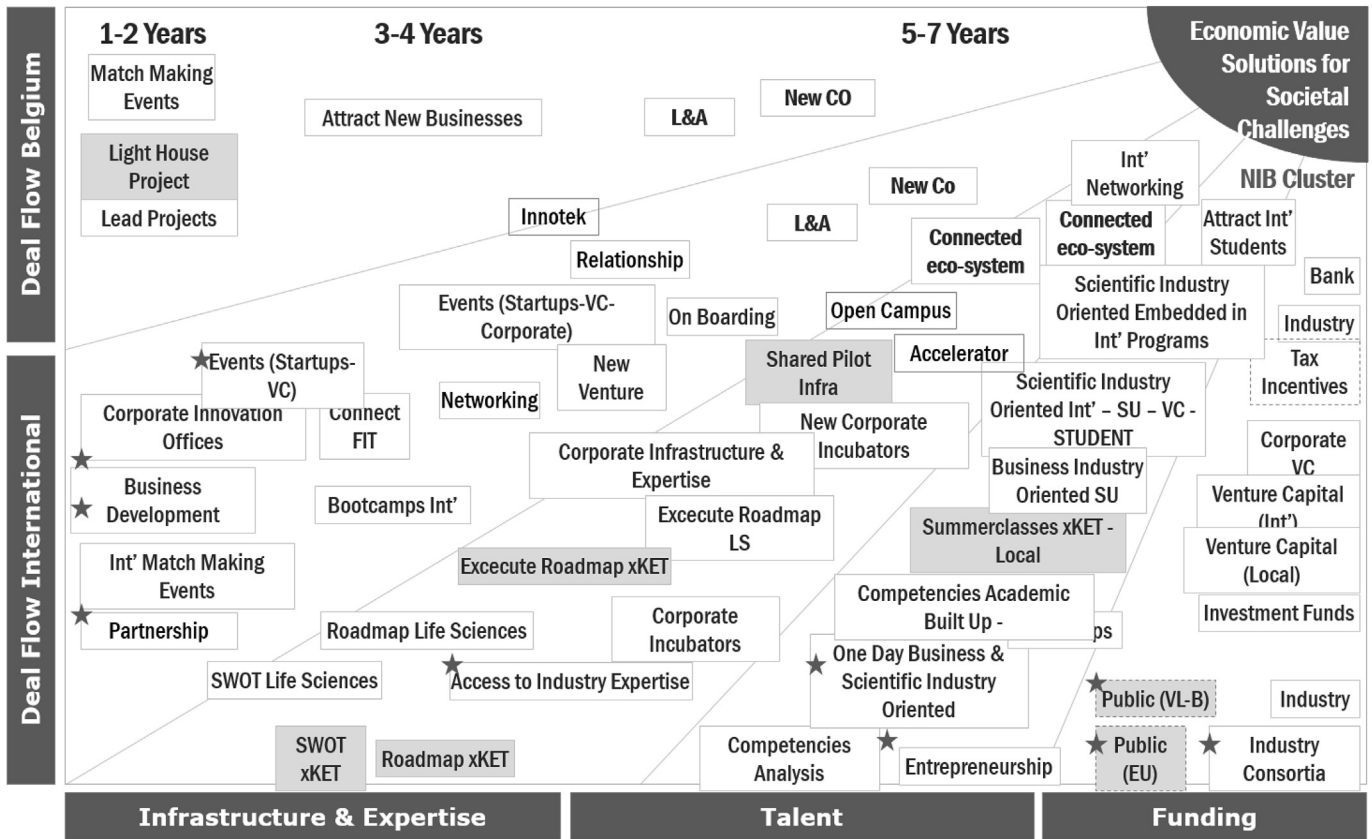 Deal Flow Belgium
Deal Flow International
1-2 Years
3-4 Years
5-7 Years
Economic Value
Solutions for
Societal
Challenges
NIB Cluster
Match Making
Events
Light House
Project
Lead Projects
Attract New Businesses
L&A
New CO
Innotek
Relationship
L&A
New Co
Int’
Networking
Connected
eco-system
Connected
eco-system
Attract Int’
Students
Bank
Industry
Tax
Incentives
Events (Startups-VC-
Corporate)
On Boarding
Open Campus
Accelerator
Scientific Industry
Oriented Embedded in
Int’ Programs
Events (Startups-
VC)
Corporate Innovation
Offices
Connect
FIT
Networking
New
Venture
Shared Pilot
Infra
New Corporate
Incubators
Scientific Industry
Oriented Int’ – SU – VC -
STUDENT
Corporate
VC
Business
Development
Bootcamps Int’
Corporate Infrastructure &
Expertise
Business Industry
Oriented SU
Venture Capital
(Int’)
Venture Capital
(Local)
Investment Funds
Excecute Roadmap
LS
Summerclasses xKET -
Local
Excecute Roadmap xKET
Int’ Match Making
Events
Partnership
Roadmap Life Sciences
Corporate
Incubators
Competencies Academic
Built Up -
SWOT Life Sciences
Access to Industry Expertise
One Day Business &
Scientific Industry
Oriented
Public (VL-B)
Industry
SWOT
xKET
Roadmap xKET
Competencies
Analysis
Entrepreneurship
Public
(EU)
Industry
Consortia
Infrastructure & Expertise
Talent
Funding